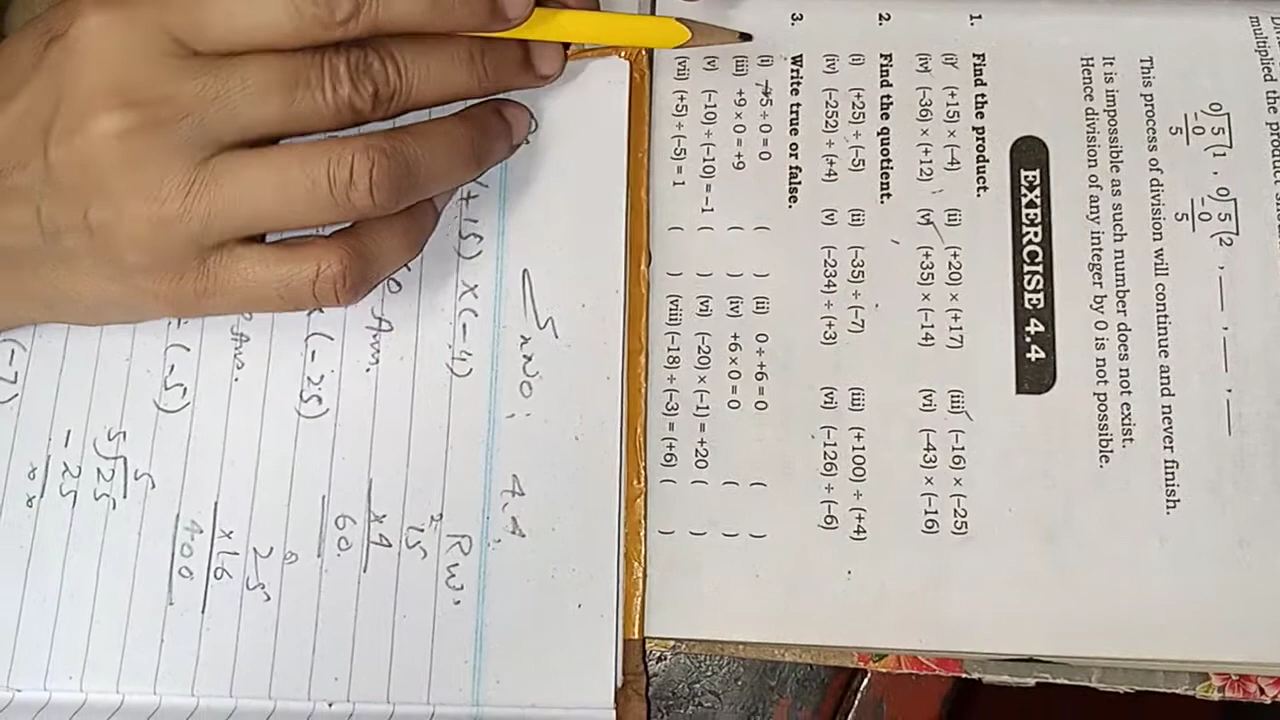 multiplied the product
0)5(1 , 0)5(2 , __ , __ , __
-0 -0
5 5
This process of division will continue and never finish.
It is impossible as such number does not exist.
Hence division of any integer by 0 is not possible.
EXERCISE 4.4
1. Find the product.
(i) (+15) × (–4) (ii) (+20) × (+17) (iii) (–16) × (–25)
(iv) (–36) × (+12) (v) (+35) × (–14) (vi) (–43) × (–16)
2. Find the quotient.
(i) (+25) ÷ (–5) (ii) (–35) ÷ (–7) (iii) (+100) ÷ (+4)
(iv) (–252) ÷ (+4) (v) (–234) ÷ (+3) (vi) (–126) ÷ (–6)
3. Write true or false.
(i) +5 ÷ 0 = 0 ( ) (ii) 0 ÷ +6 = 0 ( )
(iii) +9 × 0 = +9 ( ) (iv) +6 × 0 = 0 ( )
(v) (–10) ÷ (–10) = –1 ( ) (vi) (–20) × (–1) = +20 ( )
(vii) (+5) ÷ (–5) = 1 ( ) (viii) (–18) ÷ (–3) = (+6) ( )
4.4
(+15) × (-4) Rw.
15
×4
60
Ans.
× (-25)
25
×16
400
Ans.
÷ (-5)
5
5)25
-25
××
(-7)